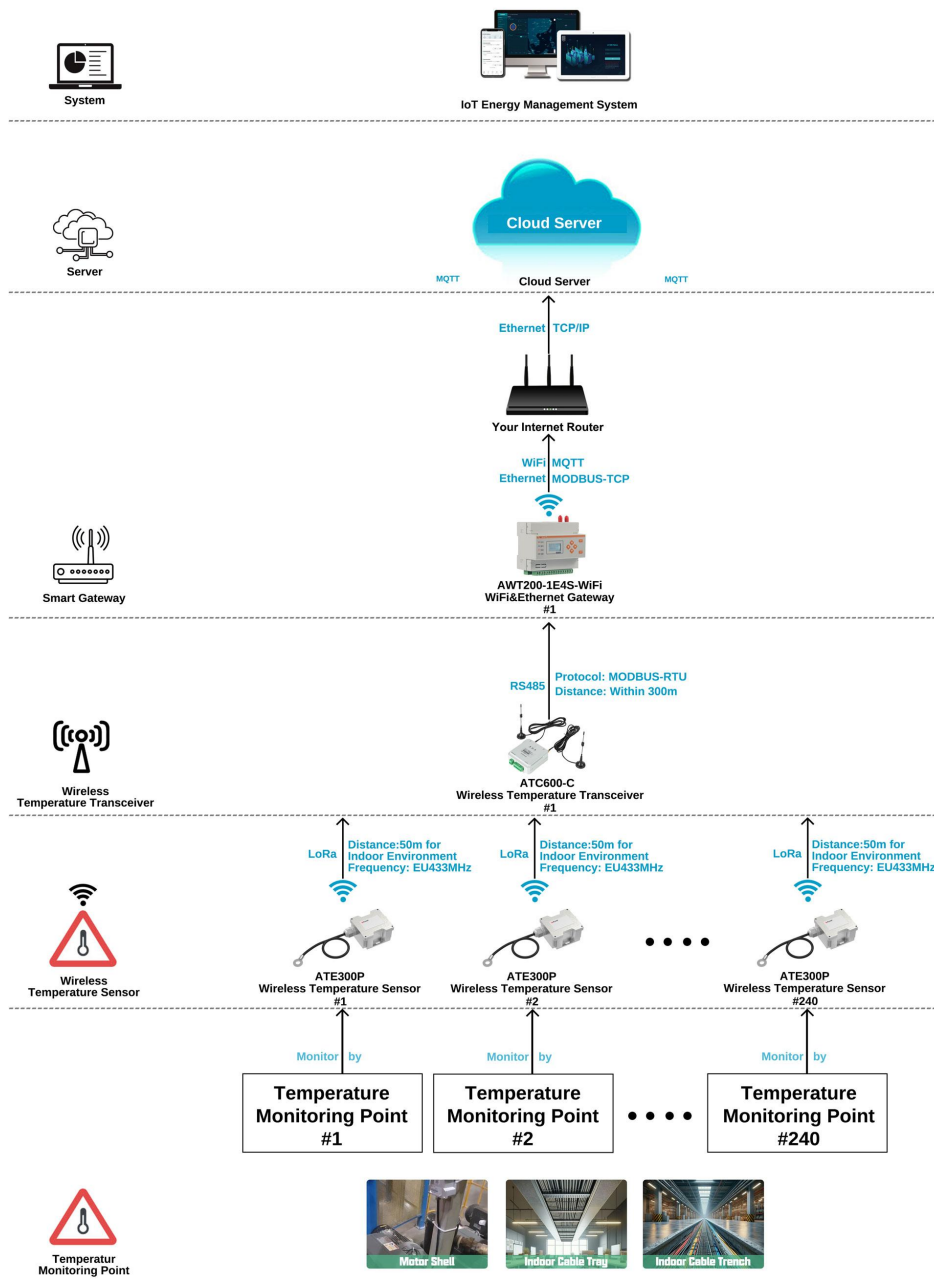 System
IoT Energy Management System
Cloud Server
Server
MQTT
Cloud Server
MQTT
Ethernet TCP/IP
Your Internet Router
WiFi MQTT
Ethernet MODBUS-TCP
Smart Gateway
AWT200-1E4S-WiFi
WiFi&Ethernet Gateway
#1
RS485
Protocol: MODBUS-RTU
Distance: Within 300m
Wireless
Temperature Transceiver
ATC600-C
Wireless Temperature Transceiver
#1
LoRa
Distance:50m for
Indoor Environment
Frequency: EU433MHz
LoRa
Distance:50m for
Indoor Environment
Frequency: EU433MHz
LoRa
Distance:50m for
Indoor Environment
Frequency: EU433MHz
Wireless
Temperature Sensor
ATE300P
Wireless Temperature Sensor
#1
ATE300P
Wireless Temperature Sensor
#2
ATE300P
Wireless Temperature Sensor
#240
Monitor by
Monitor by
Monitor by
Temperature
Monitoring Point
#1
Temperature
Monitoring Point
#2
Temperature
Monitoring Point
#240
Temperatur
Monitoring Point
Motor Shell
Indoor Cable Tray
Indoor Cable Trench